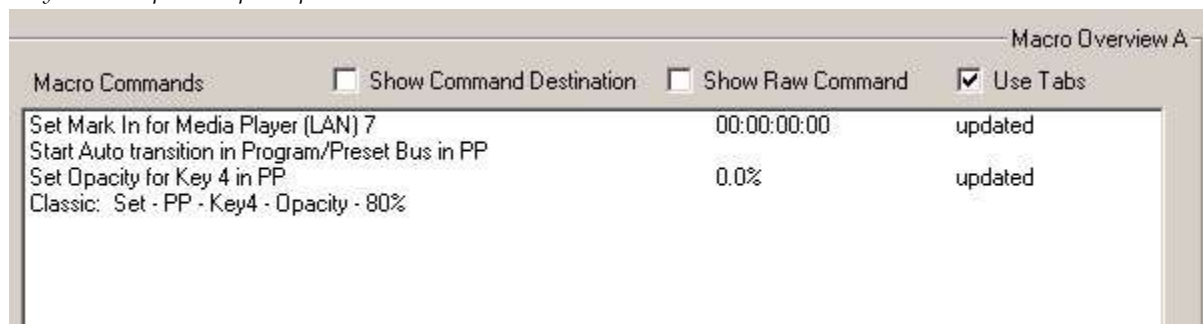 Macro Overview A
Macro Commands Show Command Destination Show Raw Command Use Tabs
Set Mark In for Media Player (LAN) 7 00:00:00:00 updated
Start Auto transition in Program/Preset Bus in PP
Set Opacity for Key 4 in PP 0.0% updated
Classic: Set - PP - Key4 - Opacity - 80%